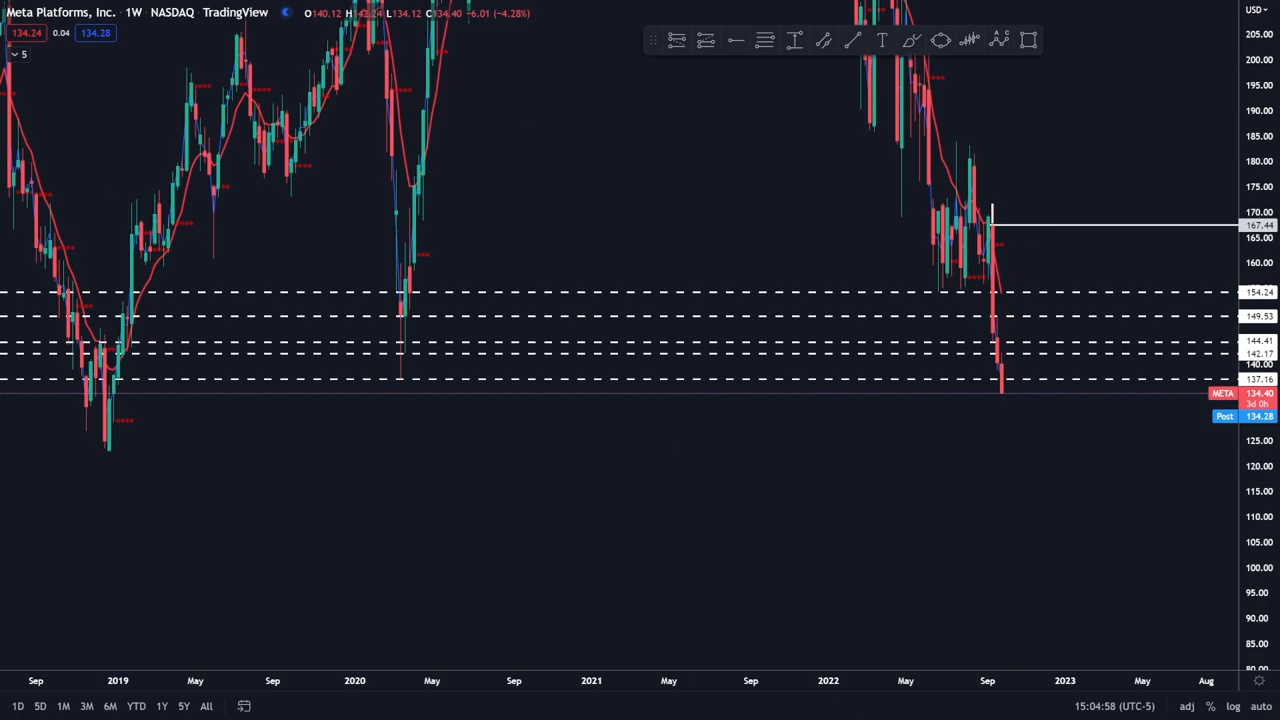 Meta Platforms, Inc. · 1W · NASDAQ · TradingView O140.12 H142.24 L134.12 C134.40 −6.01 (−4.28%)
134.24 0.04 134.28
5
T
A C
B
USD
205.00
200.00
195.00
190.00
185.00
180.00
175.00
170.00
167.44
165.00
160.00
154.24
149.53
144.41
142.17
140.00
137.16
META 134.40
3d 0h
Post 134.28
125.00
120.00
115.00
110.00
105.00
100.00
95.00
90.00
85.00
80.00
Sep 2019 May Sep 2020 May Sep 2021 May Sep 2022 May Sep 2023 May Aug
1D 5D 1M 3M 6M YTD 1Y 5Y All 15:04:58 (UTC-5) adj % log auto